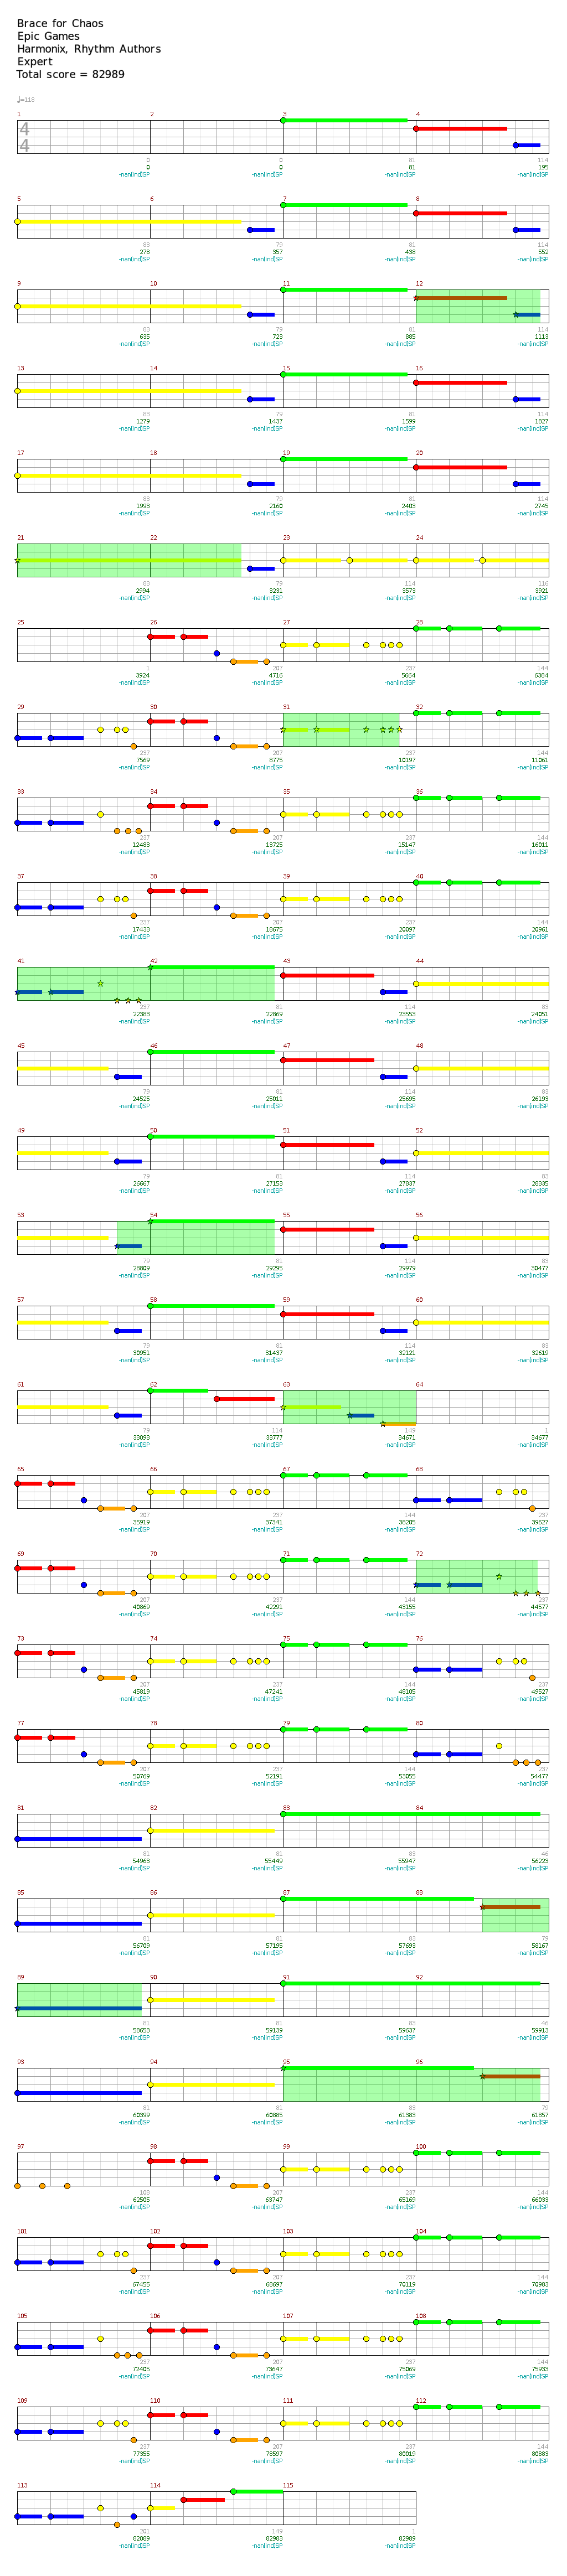 Brace for Chaos
Epic Games
Harmonix, Rhythm Authors
Expert
Total score = 82989
♩=118
1 2 3 4
4
4
0 0 81 114
0 0 81 195
-nan(ind)SP -nan(ind)SP -nan(ind)SP -nan(ind)SP
5 6 7 8
83 79 81 114
278 357 438 552
-nan(ind)SP -nan(ind)SP -nan(ind)SP -nan(ind)SP
9 10 11 12
83 79 81 114
635 723 885 1113
-nan(ind)SP -nan(ind)SP -nan(ind)SP -nan(ind)SP
13 14 15 16
83 79 81 114
1279 1437 1599 1827
-nan(ind)SP -nan(ind)SP -nan(ind)SP -nan(ind)SP
17 18 19 20
83 79 81 114
1993 2160 2403 2745
-nan(ind)SP -nan(ind)SP -nan(ind)SP -nan(ind)SP
21 22 23 24
83 79 114 116
2994 3231 3573 3921
-nan(ind)SP -nan(ind)SP -nan(ind)SP -nan(ind)SP
25 26 27 28
1 207 237 144
3924 4716 5664 6384
-nan(ind)SP -nan(ind)SP -nan(ind)SP -nan(ind)SP
29 30 31 32
237 207 237 144
7569 8775 10197 11061
-nan(ind)SP -nan(ind)SP -nan(ind)SP -nan(ind)SP
33 34 35 36
237 207 237 144
12483 13725 15147 16011
-nan(ind)SP -nan(ind)SP -nan(ind)SP -nan(ind)SP
37 38 39 40
237 207 237 144
17433 18675 20097 20961
-nan(ind)SP -nan(ind)SP -nan(ind)SP -nan(ind)SP
41 42 43 44
237 81 114 83
22383 22869 23553 24051
-nan(ind)SP -nan(ind)SP -nan(ind)SP -nan(ind)SP
45 46 47 48
79 81 114 83
24525 25011 25695 26193
-nan(ind)SP -nan(ind)SP -nan(ind)SP -nan(ind)SP
49 50 51 52
79 81 114 83
26667 27153 27837 28335
-nan(ind)SP -nan(ind)SP -nan(ind)SP -nan(ind)SP
53 54 55 56
79 81 114 83
28809 29295 29979 30477
-nan(ind)SP -nan(ind)SP -nan(ind)SP -nan(ind)SP
57 58 59 60
79 81 114 83
30951 31437 32121 32619
-nan(ind)SP -nan(ind)SP -nan(ind)SP -nan(ind)SP
61 62 63 64
79 114 149 1
33093 33777 34671 34677
-nan(ind)SP -nan(ind)SP -nan(ind)SP -nan(ind)SP
65 66 67 68
207 237 144 237
35919 37341 38205 39627
-nan(ind)SP -nan(ind)SP -nan(ind)SP -nan(ind)SP
69 70 71 72
207 237 144 237
40869 42291 43155 44577
-nan(ind)SP -nan(ind)SP -nan(ind)SP -nan(ind)SP
73 74 75 76
207 237 144 237
45819 47241 48105 49527
-nan(ind)SP -nan(ind)SP -nan(ind)SP -nan(ind)SP
77 78 79 80
207 237 144 237
50769 52191 53055 54477
-nan(ind)SP -nan(ind)SP -nan(ind)SP -nan(ind)SP
81 82 83 84
81 81 83 46
54963 55449 55947 56223
-nan(ind)SP -nan(ind)SP -nan(ind)SP -nan(ind)SP
85 86 87 88
81 81 83 79
56709 57195 57693 58167
-nan(ind)SP -nan(ind)SP -nan(ind)SP -nan(ind)SP
89 90 91 92
81 81 83 46
58653 59139 59637 59913
-nan(ind)SP -nan(ind)SP -nan(ind)SP -nan(ind)SP
93 94 95 96
81 81 83 79
60399 60885 61383 61857
-nan(ind)SP -nan(ind)SP -nan(ind)SP -nan(ind)SP
97 98 99 100
108 207 237 144
62505 63747 65169 66033
-nan(ind)SP -nan(ind)SP -nan(ind)SP -nan(ind)SP
101 102 103 104
237 207 237 144
67455 68697 70119 70983
-nan(ind)SP -nan(ind)SP -nan(ind)SP -nan(ind)SP
105 106 107 108
237 207 237 144
72405 73647 75069 75933
-nan(ind)SP -nan(ind)SP -nan(ind)SP -nan(ind)SP
109 110 111 112
237 207 237 144
77355 78597 80019 80883
-nan(ind)SP -nan(ind)SP -nan(ind)SP -nan(ind)SP
113 114 115
201 149 1
82089 82983 82989
-nan(ind)SP -nan(ind)SP -nan(ind)SP